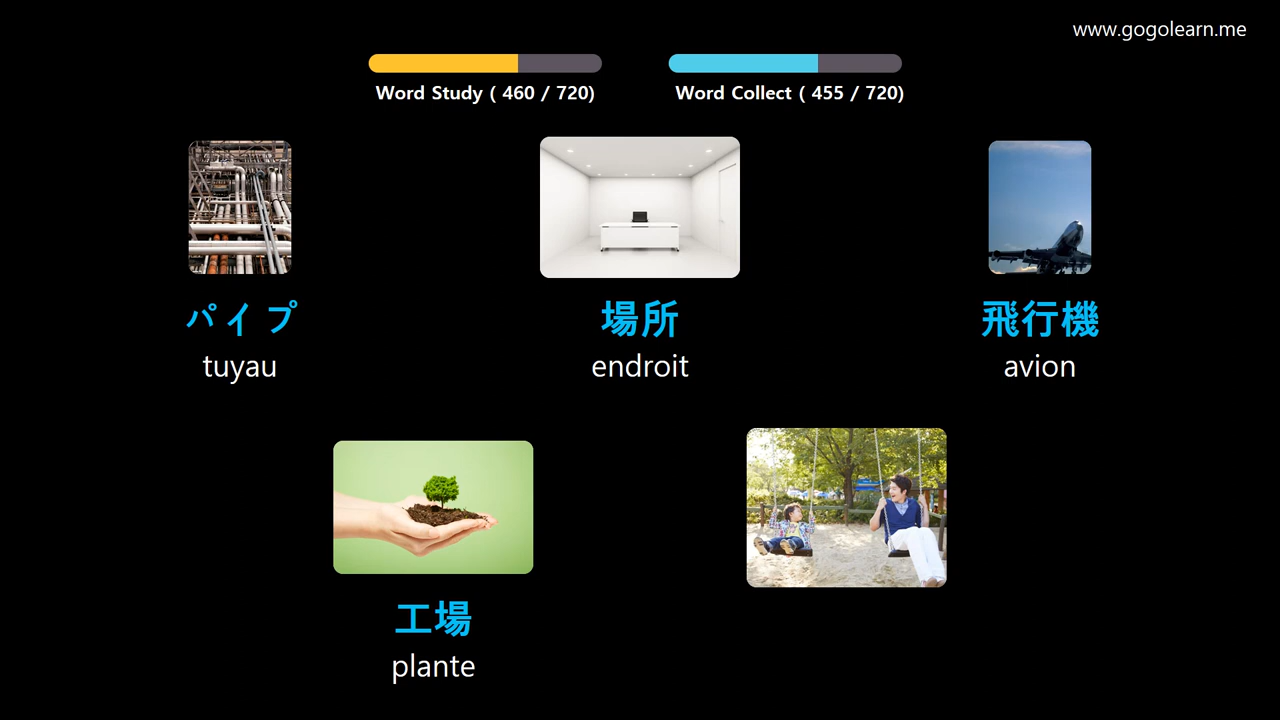 www.gogolearn.me
Word Study ( 460 / 720)
Word Collect ( 455 / 720)
パイプ
tuyau
場所
endroit
飛行機
avion
工場
plante